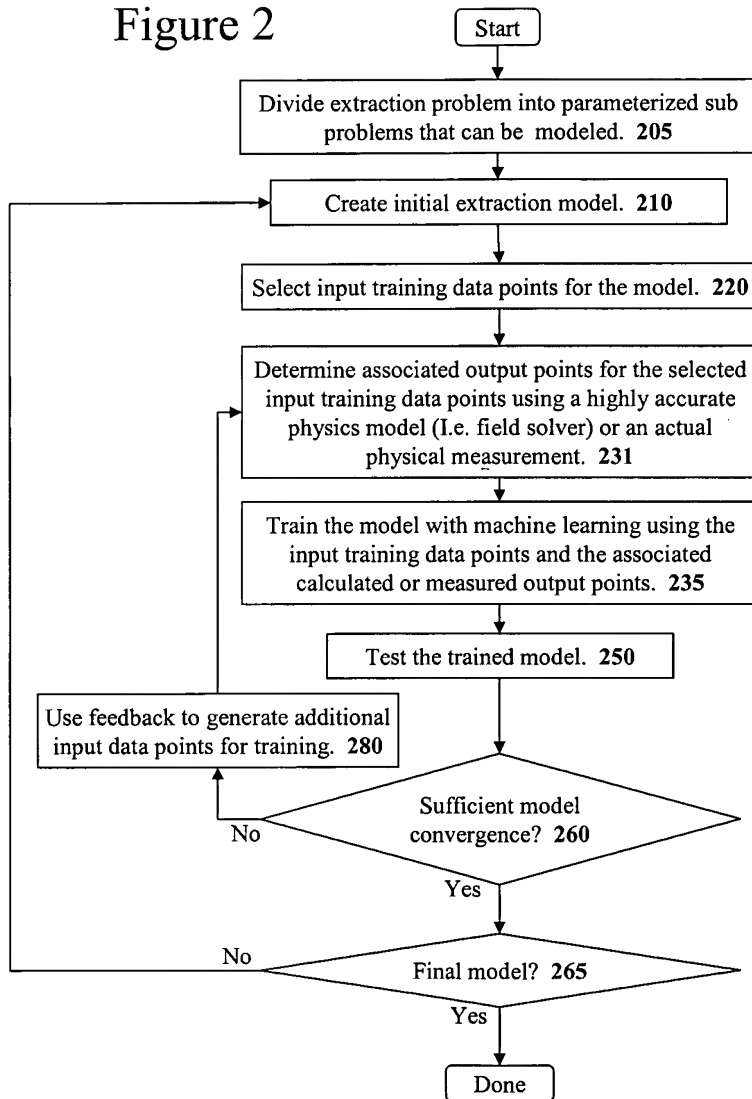 Figure 2
Start
Divide extraction problem into parameterized sub
problems that can be modeled. 205
Create initial extraction model. 210
Select input training data points for the model. 220
Determine associated output points for the selected
input training data points using a highly accurate
physics model (I.e. field solver) or an actual
physical measurement. 231
Train the model with machine learning using the
input training data points and the associated
calculated or measured output points. 235
Test the trained model. 250
Use feedback to generate additional
input data points for training. 280
Sufficient model
convergence? 260
No
Yes
Final model? 265
No
Yes
Done